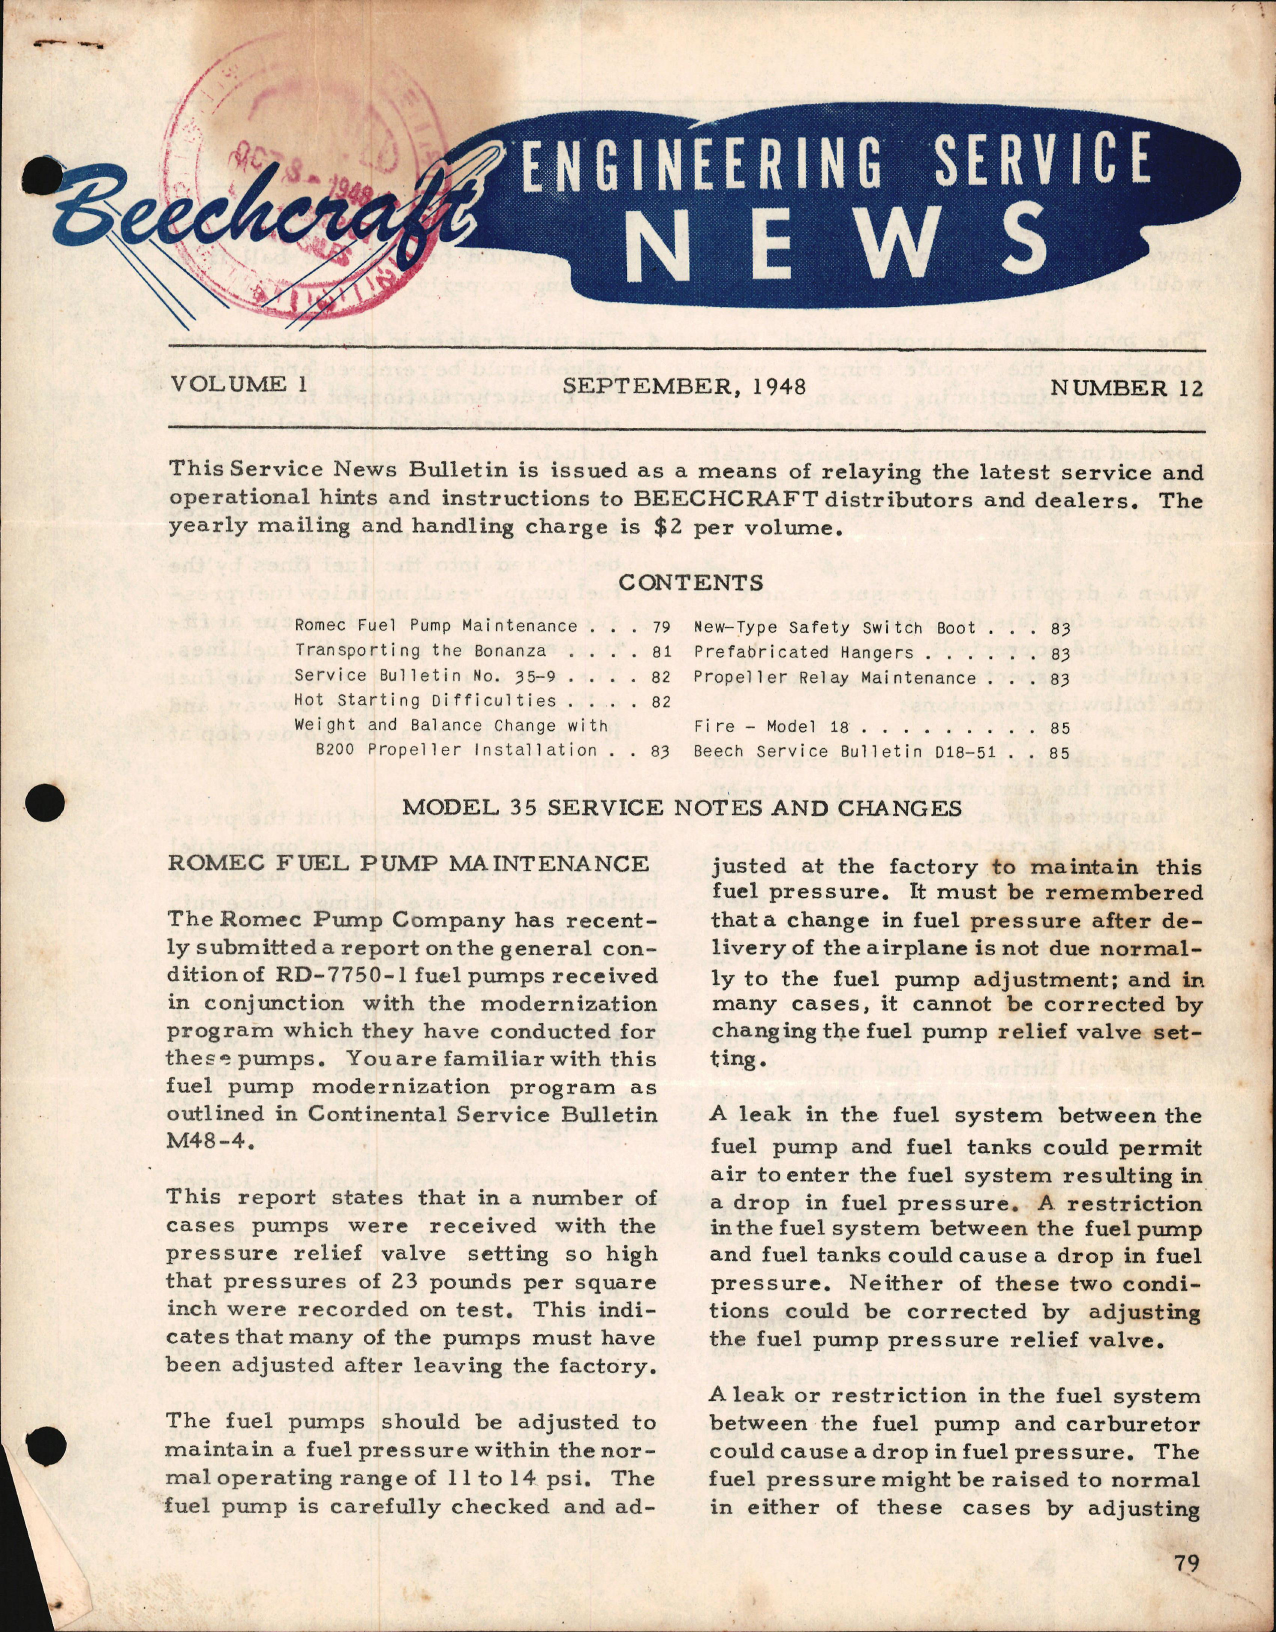 Beechcraft ENGINEERING SERVICE
NEWS
OCT 8 - 1948
SALES
VOLUME 1 SEPTEMBER, 1948 NUMBER 12
This Service News Bulletin is issued as a means of relaying the latest service and
operational hints and instructions to BEECHCRAFT distributors and dealers. The
yearly mailing and handling charge is $2 per volume.
CONTENTS
Romec Fuel Pump Maintenance . . . 79
Transporting the Bonanza . . . . 81
Service Bulletin No. 35-9 . . . . 82
Hot Starting Difficulties . . . . 82
Weight and Balance Change with
B200 Propeller Installation . . 83
New-Type Safety Switch Boot . . . 83
Prefabricated Hangers . . . . . . 83
Propeller Relay Maintenance . . . 83
Fire - Model 18 . . . . . . . . . 85
Beech Service Bulletin D18-51 . . 85
MODEL 35 SERVICE NOTES AND CHANGES
ROMEC FUEL PUMP MAINTENANCE
The Romec Pump Company has recent-
ly submitted a report on the general con-
dition of RD-7750-1 fuel pumps received
in conjunction with the modernization
program which they have conducted for
these pumps. You are familiar with this
fuel pump modernization program as
outlined in Continental Service Bulletin
M48-4.
This report states that in a number of
cases pumps were received with the
pressure relief valve setting so high
that pressures of 23 pounds per square
inch were recorded on test. This indi-
cates that many of the pumps must have
been adjusted after leaving the factory.
The fuel pumps should be adjusted to
maintain a fuel pressure within the nor-
mal operating range of 11 to 14 psi. The
fuel pump is carefully checked and ad-
justed at the factory to maintain this
fuel pressure. It must be remembered
that a change in fuel pressure after de-
livery of the airplane is not due normal-
ly to the fuel pump adjustment; and in
many cases, it cannot be corrected by
changing the fuel pump relief valve set-
ting.
A leak in the fuel system between the
fuel pump and fuel tanks could permit
air to enter the fuel system resulting in
a drop in fuel pressure. A restriction
in the fuel system between the fuel pump
and fuel tanks could cause a drop in fuel
pressure. Neither of these two condi-
tions could be corrected by adjusting
the fuel pump pressure relief valve.
A leak or restriction in the fuel system
between the fuel pump and carburetor
could cause a drop in fuel pressure. The
fuel pressure might be raised to normal
in either of these cases by adjusting
79